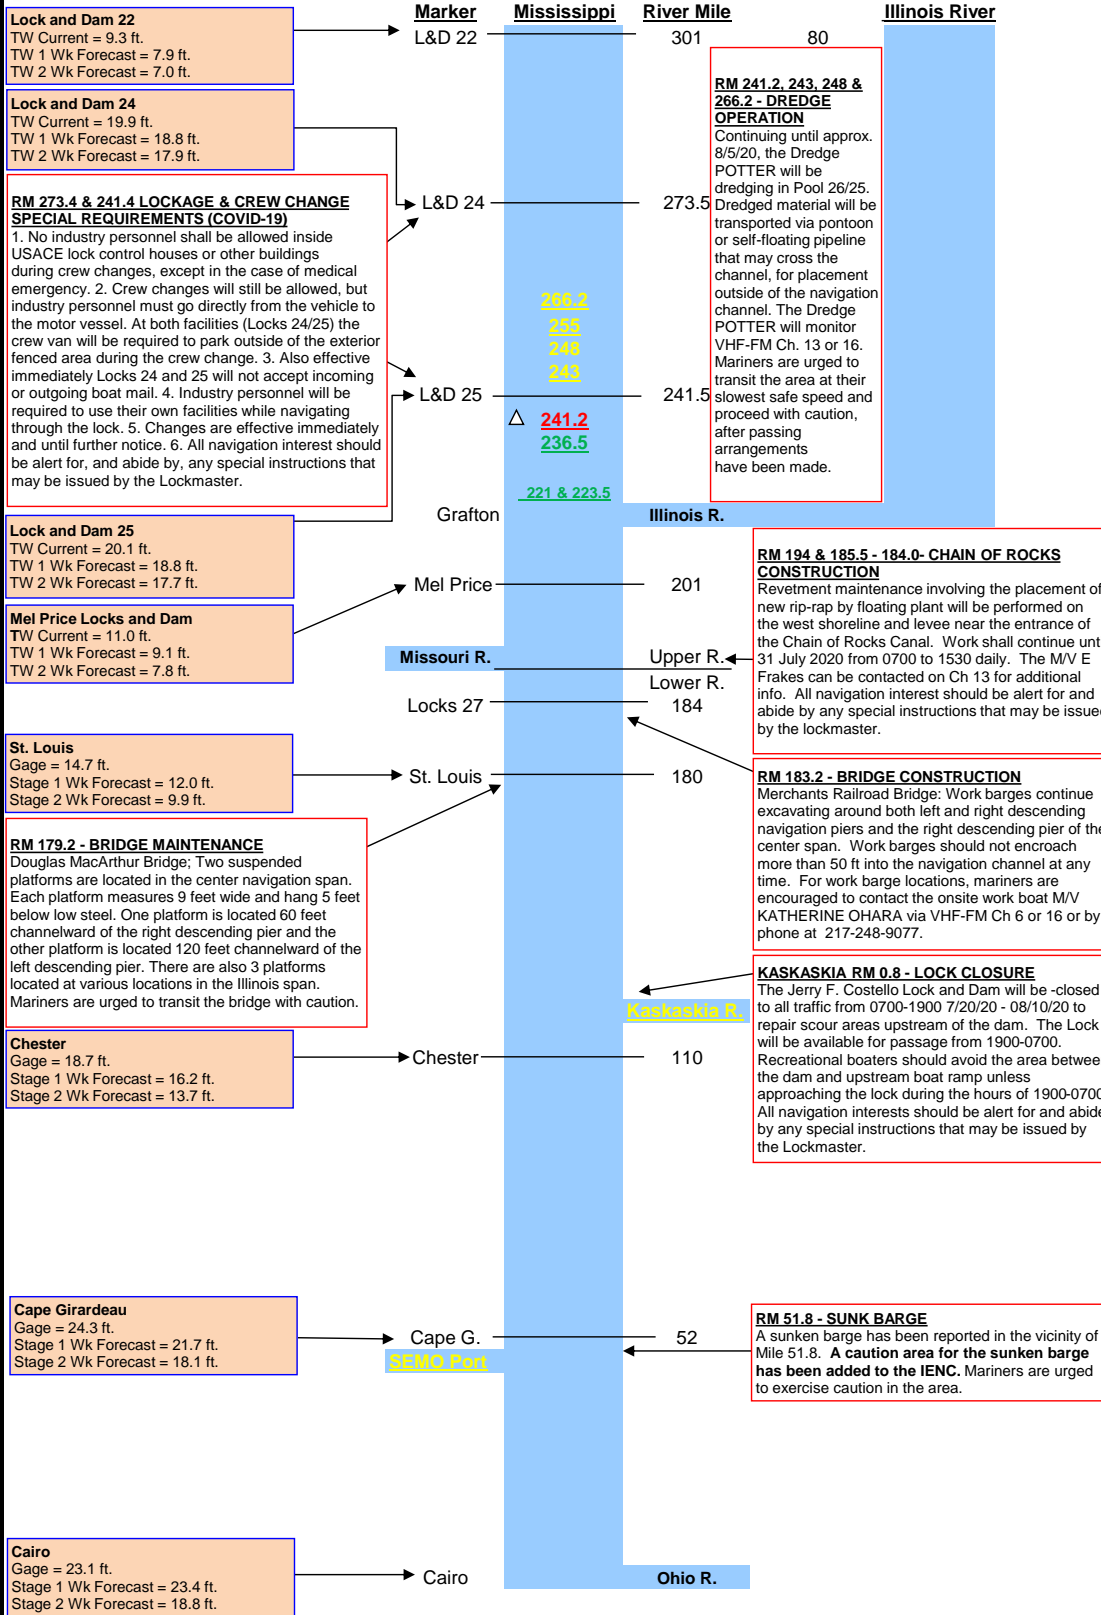 Marker
Mississippi
River Mile
Illinois River
Lock and Dam 22
TW Current = 9.3 ft.
TW 1 Wk Forecast = 7.9 ft.
TW 2 Wk Forecast = 7.0 ft.
L&D 22
301
80
Lock and Dam 24
TW Current = 19.9 ft.
TW 1 Wk Forecast = 18.8 ft.
TW 2 Wk Forecast = 17.9 ft.
RM 241.2, 243, 248 &
266.2 - DREDGE
OPERATION
Continuing until approx.
8/5/20, the Dredge
POTTER will be
dredging in Pool 26/25.
Dredged material will be
transported via pontoon
or self-floating pipeline
that may cross the
channel, for placement
outside of the navigation
channel. The Dredge
POTTER will monitor
VHF-FM Ch. 13 or 16.
Mariners are urged to
transit the area at their
slowest safe speed and
proceed with caution,
after passing
arrangements
have been made.
RM 273.4 & 241.4 LOCKAGE & CREW CHANGE
SPECIAL REQUIREMENTS (COVID-19)
1. No industry personnel shall be allowed inside
USACE lock control houses or other buildings
during crew changes, except in the case of medical
emergency. 2. Crew changes will still be allowed, but
industry personnel must go directly from the vehicle to
the motor vessel. At both facilities (Locks 24/25) the
crew van will be required to park outside of the exterior
fenced area during the crew change. 3. Also effective
immediately Locks 24 and 25 will not accept incoming
or outgoing boat mail. 4. Industry personnel will be
required to use their own facilities while navigating
through the lock. 5. Changes are effective immediately
and until further notice. 6. All navigation interest should
be alert for, and abide by, any special instructions that
may be issued by the Lockmaster.
L&D 24
273.5
266.2
255
248
243
L&D 25
241.5
241.2
236.5
221 & 223.5
Grafton
Illinois R.
Lock and Dam 25
TW Current = 20.1 ft.
TW 1 Wk Forecast = 18.8 ft.
TW 2 Wk Forecast = 17.7 ft.
Mel Price
201
Mel Price Locks and Dam
TW Current = 11.0 ft.
TW 1 Wk Forecast = 9.1 ft.
TW 2 Wk Forecast = 7.8 ft.
RM 194 & 185.5 - 184.0- CHAIN OF ROCKS
CONSTRUCTION
Revetment maintenance involving the placement of
new rip-rap by floating plant will be performed on
the west shoreline and levee near the entrance of
the Chain of Rocks Canal.  Work shall continue unt
31 July 2020 from 0700 to 1530 daily.  The M/V E
Frakes can be contacted on Ch 13 for additional
info.  All navigation interest should be alert for and
abide by any special instructions that may be issue
by the lockmaster.
Missouri R.
Upper R.
Lower R.
Locks 27
184
St. Louis
Gage = 14.7 ft.
Stage 1 Wk Forecast = 12.0 ft.
Stage 2 Wk Forecast = 9.9 ft.
St. Louis
180
RM 183.2 - BRIDGE CONSTRUCTION
Merchants Railroad Bridge: Work barges continue
excavating around both left and right descending
navigation piers and the right descending pier of the
center span.  Work barges should not encroach
more than 50 ft into the navigation channel at any
time.  For work barge locations, mariners are
encouraged to contact the onsite work boat M/V
KATHERINE OHARA via VHF-FM Ch 6 or 16 or by
phone at  217-248-9077.
RM 179.2 - BRIDGE MAINTENANCE
Douglas MacArthur Bridge; Two suspended
platforms are located in the center navigation span.
Each platform measures 9 feet wide and hang 5 feet
below low steel. One platform is located 60 feet
channelward of the right descending pier and the
other platform is located 120 feet channelward of the
left descending pier. There are also 3 platforms
located at various locations in the Illinois span.
Mariners are urged to transit the bridge with caution.
KASKASKIA RM 0.8 - LOCK CLOSURE
The Jerry F. Costello Lock and Dam will be -closed
to all traffic from 0700-1900 7/20/20 - 08/10/20 to
repair scour areas upstream of the dam.  The Lock
will be available for passage from 1900-0700.
Recreational boaters should avoid the area betwee
the dam and upstream boat ramp unless
approaching the lock during the hours of 1900-0700
All navigation interests should be alert for and abide
by any special instructions that may be issued by
the Lockmaster.
Kaskaskia R.
Chester
Gage = 18.7 ft.
Stage 1 Wk Forecast = 16.2 ft.
Stage 2 Wk Forecast = 13.7 ft.
Chester
110
Cape Girardeau
Gage = 24.3 ft.
Stage 1 Wk Forecast = 21.7 ft.
Stage 2 Wk Forecast = 18.1 ft.
Cape G.
52
SEMO Port
RM 51.8 - SUNK BARGE
A sunken barge has been reported in the vicinity of
Mile 51.8.  A caution area for the sunken barge
has been added to the IENC. Mariners are urged
to exercise caution in the area.
Cairo
Gage = 23.1 ft.
Stage 1 Wk Forecast = 23.4 ft.
Stage 2 Wk Forecast = 18.8 ft.
Cairo
Ohio R.